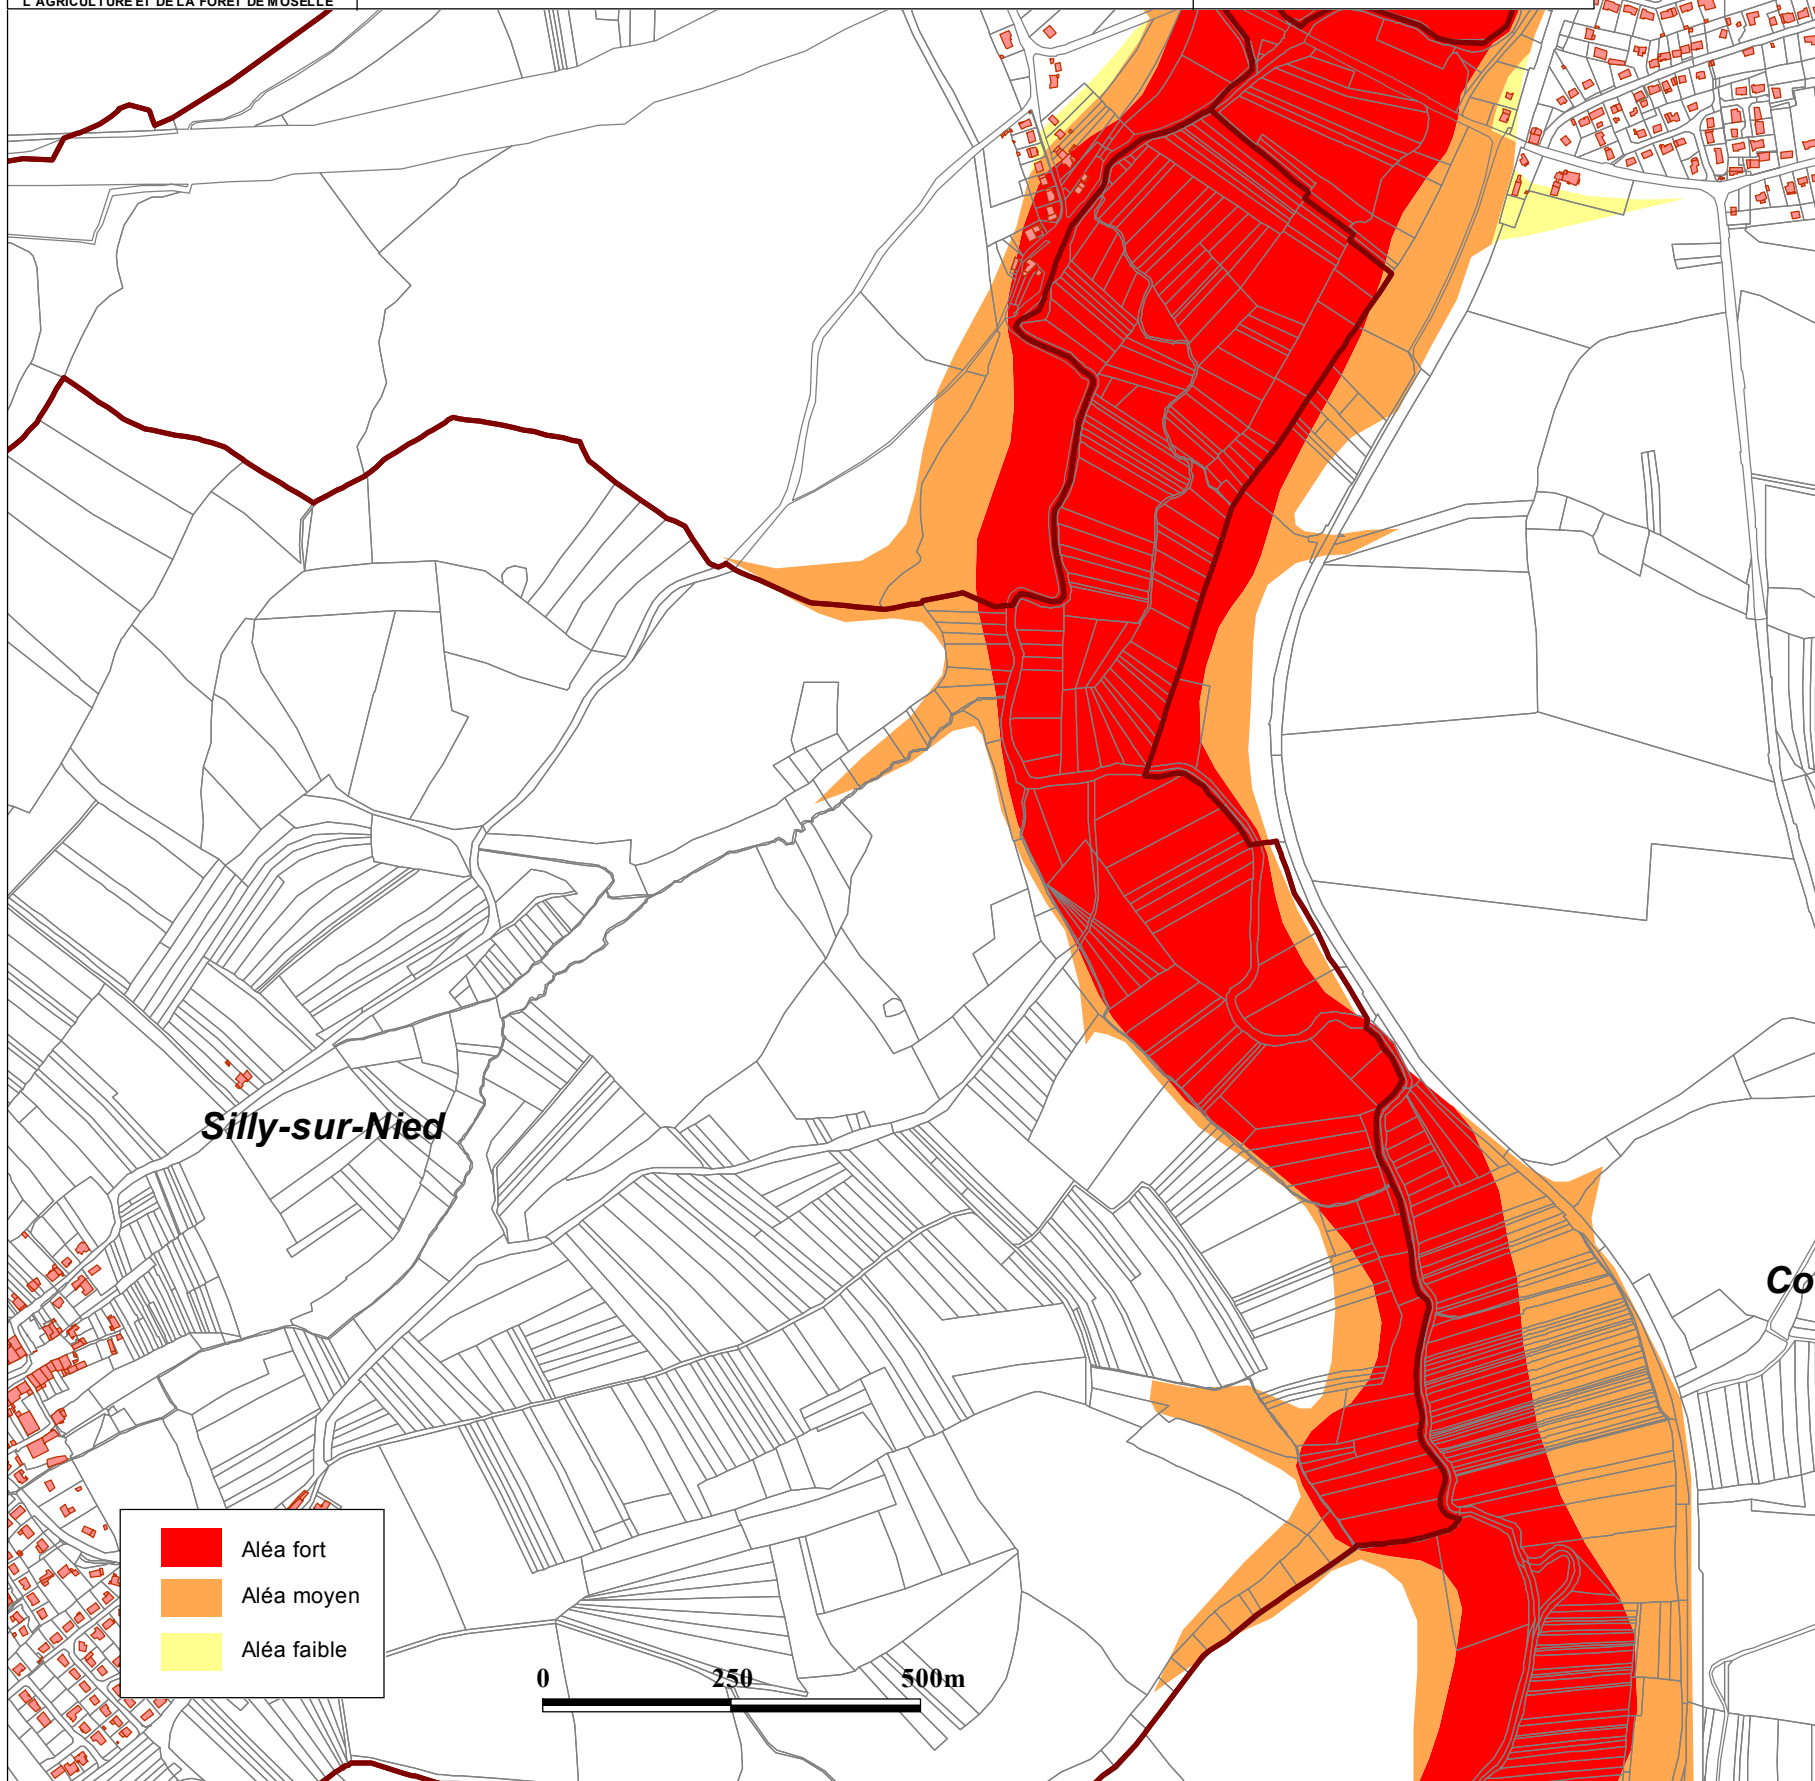 L'AGRICULTURE ET DE LA FORET DE MOSELLE
Silly-sur-Nied
Co
Aléa fort
Aléa moyen
Aléa faible
0 250 500m